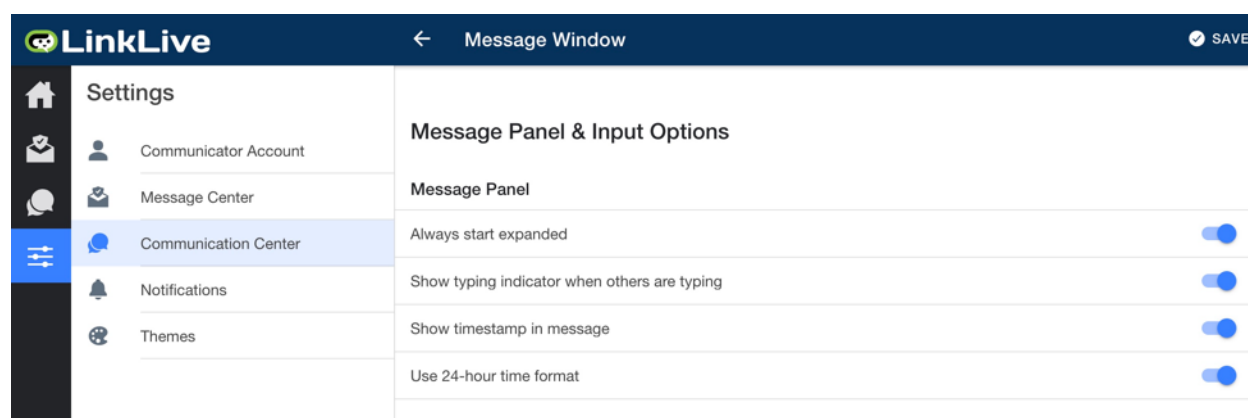 LinkLive
Message Window
SAVE
Settings
Communicator Account
Message Center
Communication Center
Notifications
Themes
Message Panel & Input Options
Message Panel
Always start expanded
Show typing indicator when others are typing
Show timestamp in message
Use 24-hour time format